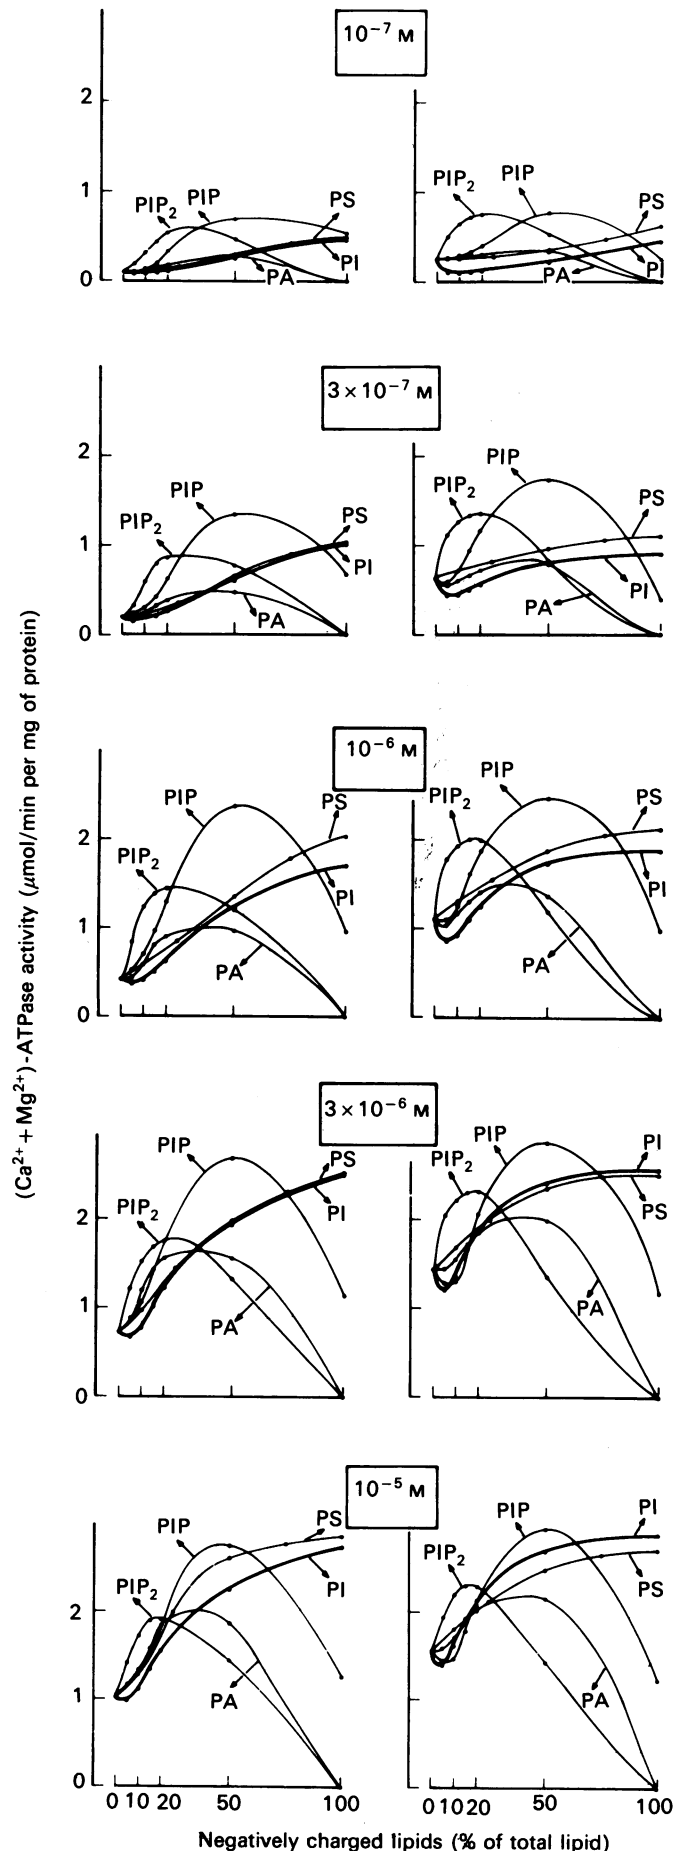 10⁻⁷ M
2
1
0
PIP₂ PIP PS PI PA
PIP₂ PIP PS PI PA
3×10⁻⁷ M
2
1
0
PIP PIP₂ PS PI PA
PIP PIP₂ PS PI PA
10⁻⁶ M
2
1
0
PIP PS PIP₂ PI PA
PIP PIP₂ PS PI PA
3×10⁻⁶ M
2
1
0
PIP PS PIP₂ PI PA
PIP PI PIP₂ PS PA
10⁻⁵ M
2
1
0
PIP PS PIP₂ PI PA
PIP PI PIP₂ PS PA
0 10 20 50 100
0 10 20 50 100
((Ca²⁺ + Mg²⁺)-ATPase activity (μmol/min per mg of protein)
Negatively charged lipids (% of total lipid)